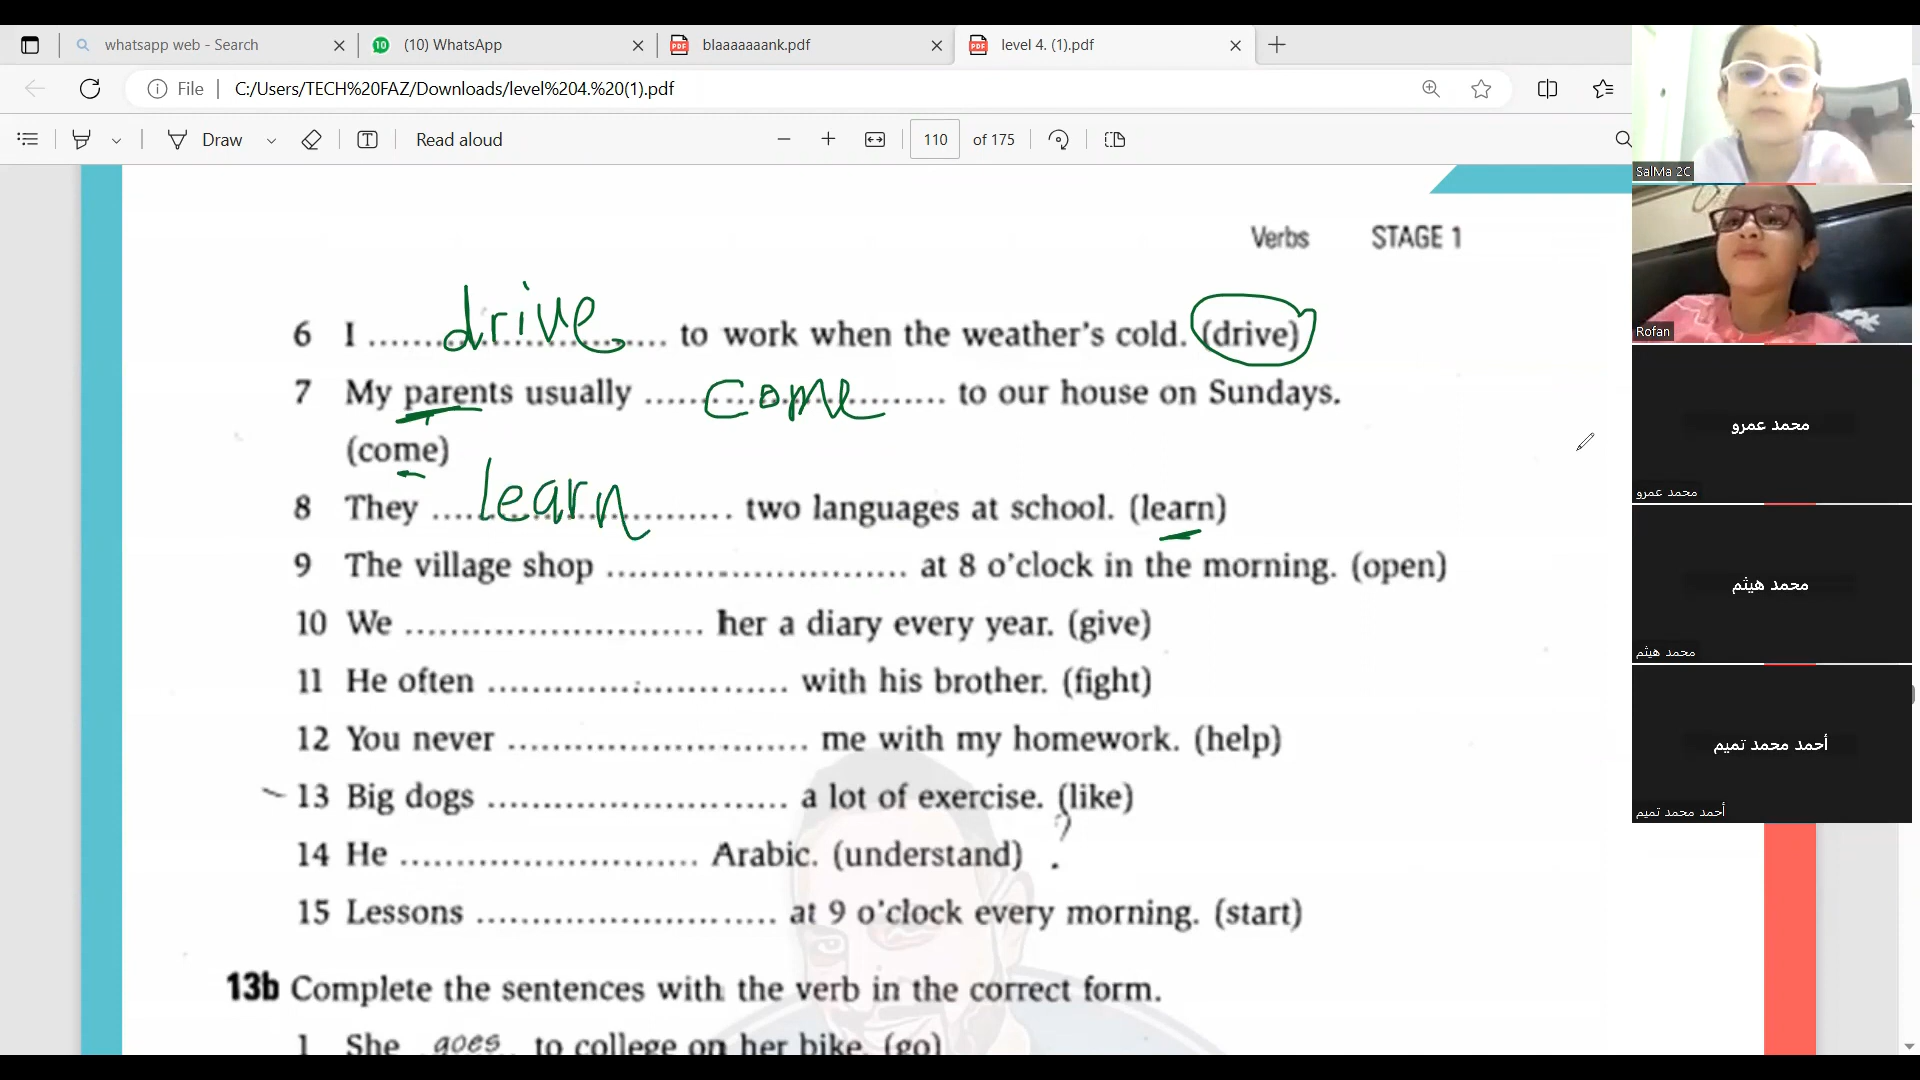 whatsapp web - Search
(10) WhatsApp
blaaaaaaank.pdf
level 4. (1).pdf
File
C:/Users/TECH%20FAZ/Downloads/level%204.%20(1).pdf
Draw
Read aloud
110 of 175
Verbs STAGE 1
6 I ......drive...... to work when the weather's cold. (drive)
7 My parents usually ......come...... to our house on Sundays.
(come)
8 They ....learn........ two languages at school. (learn)
9 The village shop ........................... at 8 o'clock in the morning. (open)
10 We ........................... her a diary every year. (give)
11 He often ........................... with his brother. (fight)
12 You never ........................... me with my homework. (help)
13 Big dogs ........................... a lot of exercise. (like)
?
14 He ........................... Arabic. (understand)
15 Lessons ........................... at 9 o'clock every morning. (start)
13b Complete the sentences with the verb in the correct form.
1 She goes to college on her bike. (go)
SalMa 2C
Rofan
محمد عمرو
محمد عمرو
محمد هيثم
محمد هيثم
أحمد محمد تميم
أحمد محمد تميم